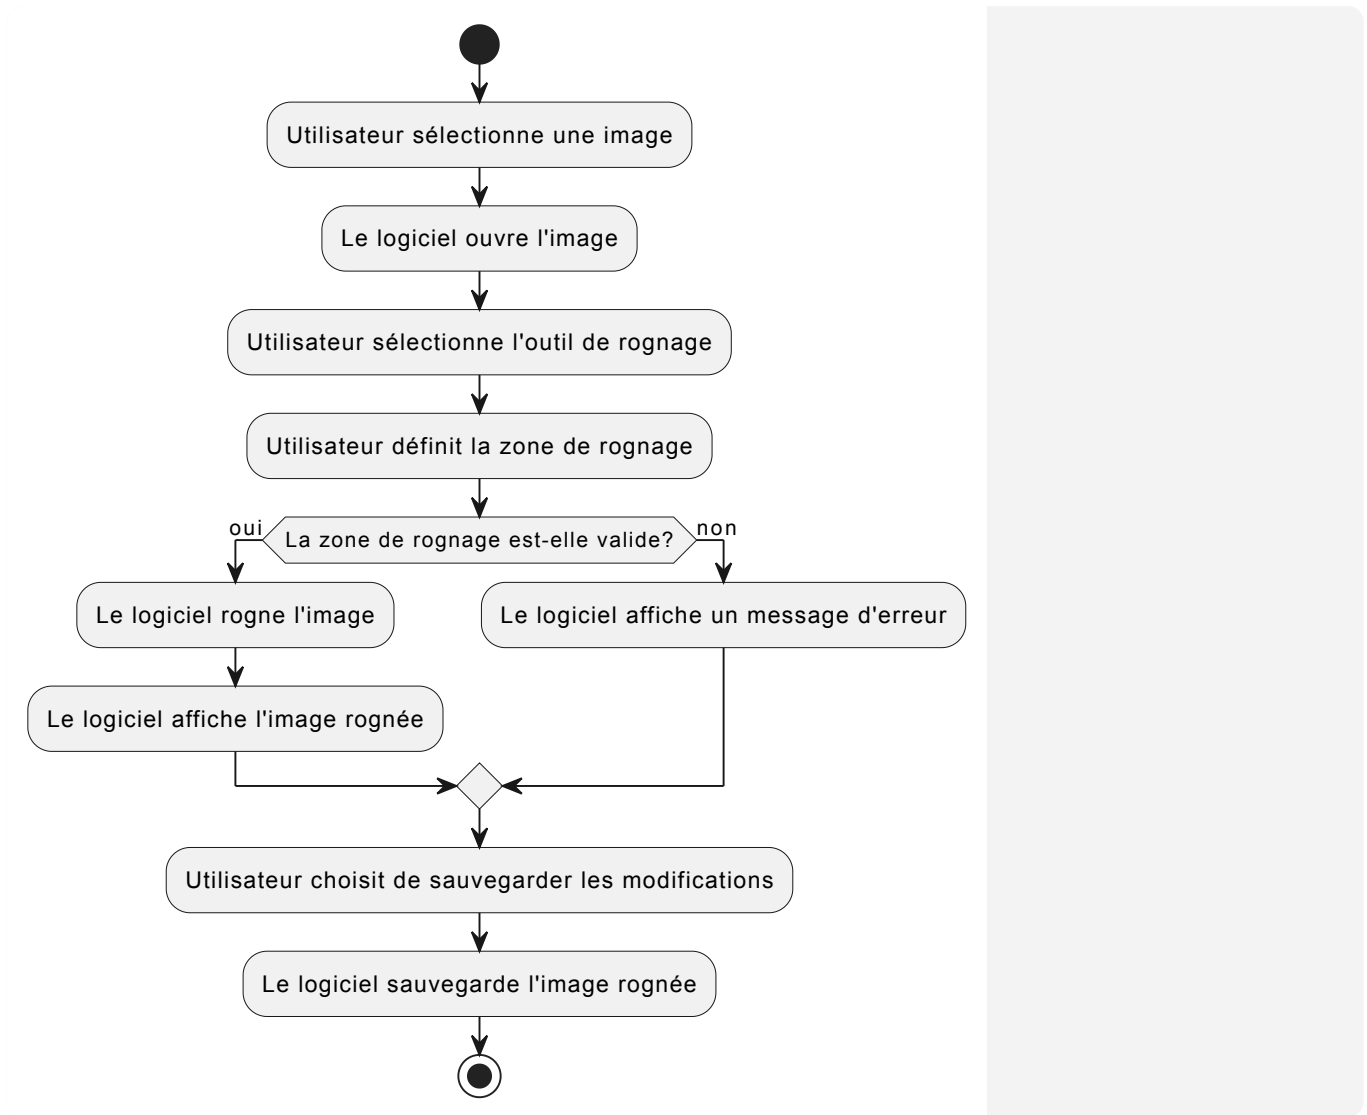 Utilisateur sélectionne une image
Le logiciel ouvre l'image
Utilisateur sélectionne l'outil de rognage
Utilisateur définit la zone de rognage
oui
La zone de rognage est-elle valide?
non
Le logiciel rogne l'image
Le logiciel affiche un message d'erreur
Le logiciel affiche l'image rognée
Utilisateur choisit de sauvegarder les modifications
Le logiciel sauvegarde l'image rognée